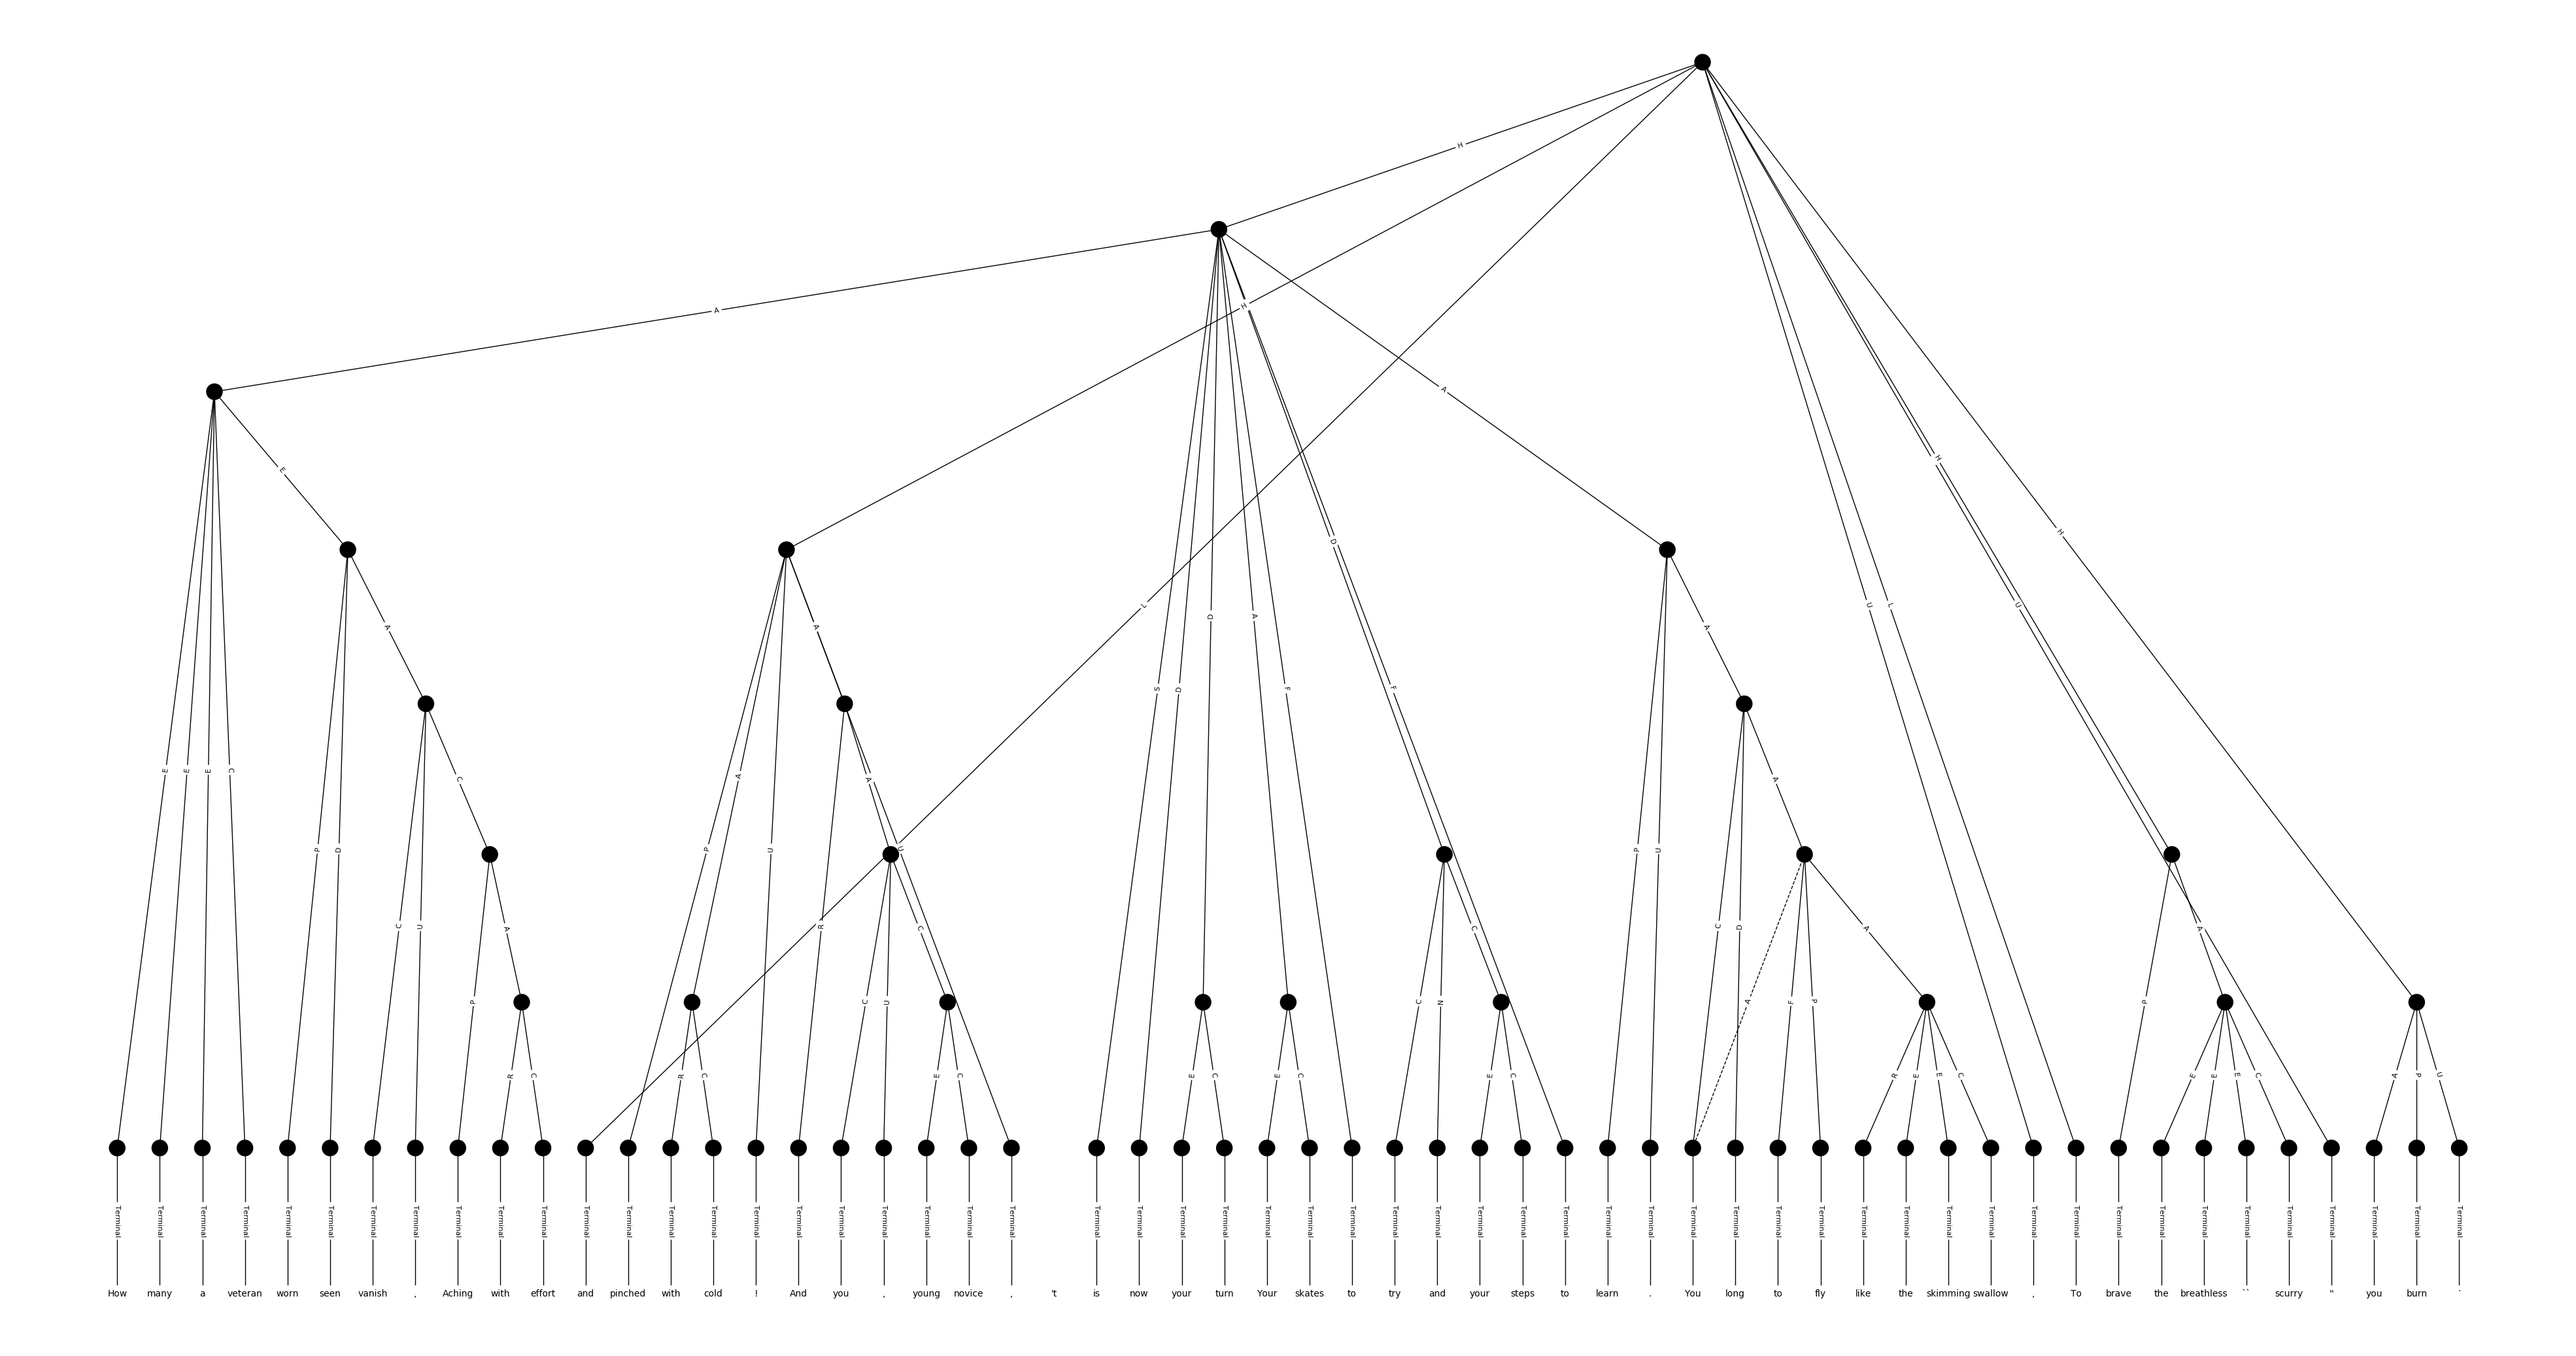 H
H
A
H
A
E
H
H
D
L
U
L
U
A
A
A
D
A
F
S
D
F
E
E
E
C
C
A
A
A
P
D
P
A
U
U
P
U
C
U
A
R
C
C
C
D
A
A
P
C
U
C
N
A
F
P
P
R
C
R
C
E
C
E
C
E
C
E
C
R
E
E
C
E
E
E
C
A
P
U
Terminal Terminal Terminal Terminal Terminal Terminal Terminal Terminal Terminal Terminal Terminal Terminal Terminal Terminal Terminal Terminal Terminal Terminal Terminal Terminal Terminal Terminal Terminal Terminal Terminal Terminal Terminal Terminal Terminal Terminal Terminal Terminal Terminal Terminal Terminal Terminal Terminal Terminal Terminal Terminal Terminal Terminal Terminal Terminal Terminal Terminal Terminal Terminal Terminal Terminal Terminal Terminal Terminal Terminal Terminal
How many a veteran worn seen vanish , Aching with effort and pinched with cold ! And you , young novice , 't is now your turn Your skates to try and your steps to learn . You long to fly like the skimming swallow , To brave the breathless `` scurry " you burn .